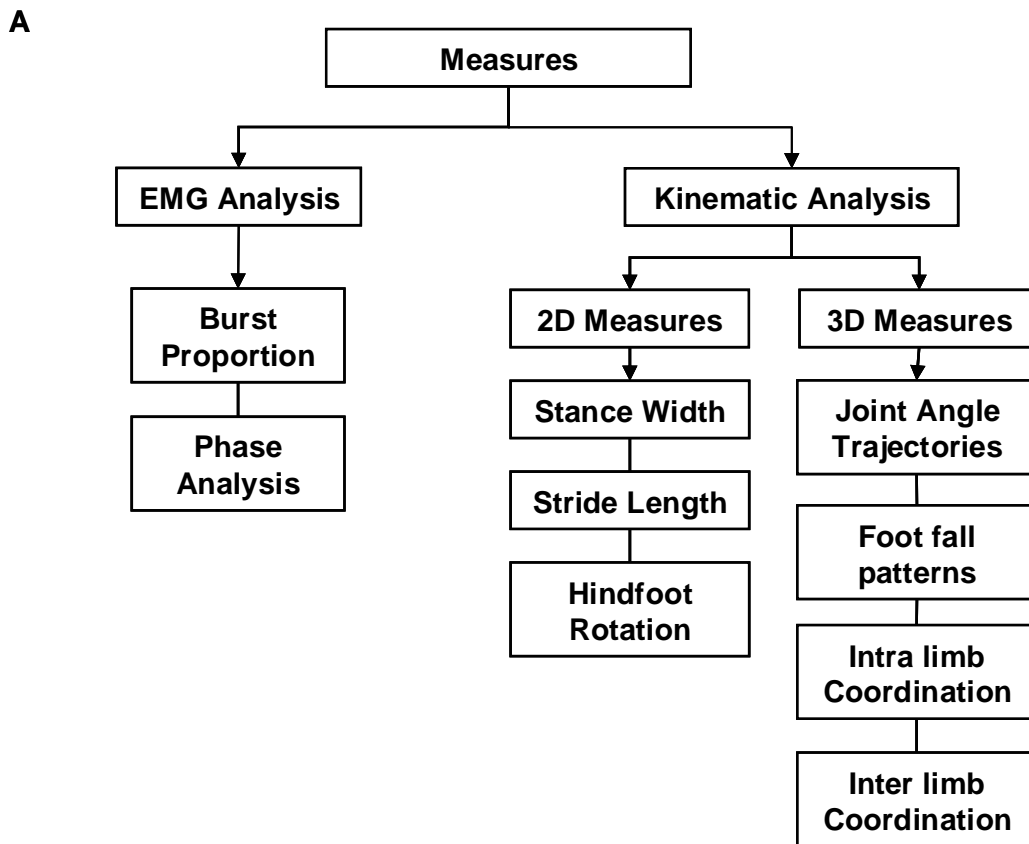 A
Measures
EMG Analysis
Kinematic Analysis
Burst
Proportion
Phase
Analysis
2D Measures
Stance Width
Stride Length
Hindfoot
Rotation
3D Measures
Joint Angle
Trajectories
Foot fall
patterns
Intra limb
Coordination
Inter limb
Coordination